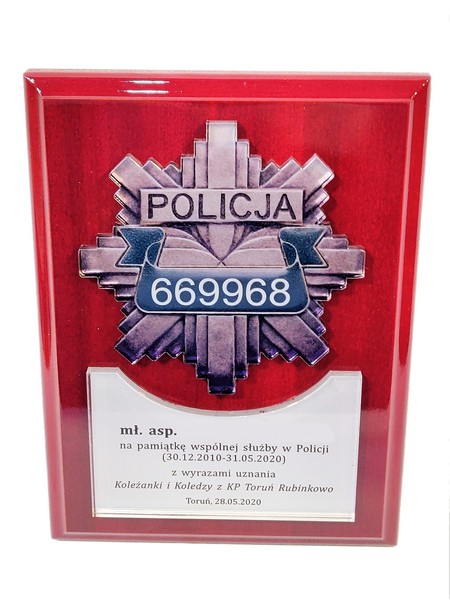 POLICJA
669968
mł. asp.
na pamiątkę wspólnej służby w Policji
(30.12.2010-31.05.2020)
z wyrazami uznania
Koleżanki i Koledzy z KP Toruń Rubinkowo
Toruń, 28.05.2020